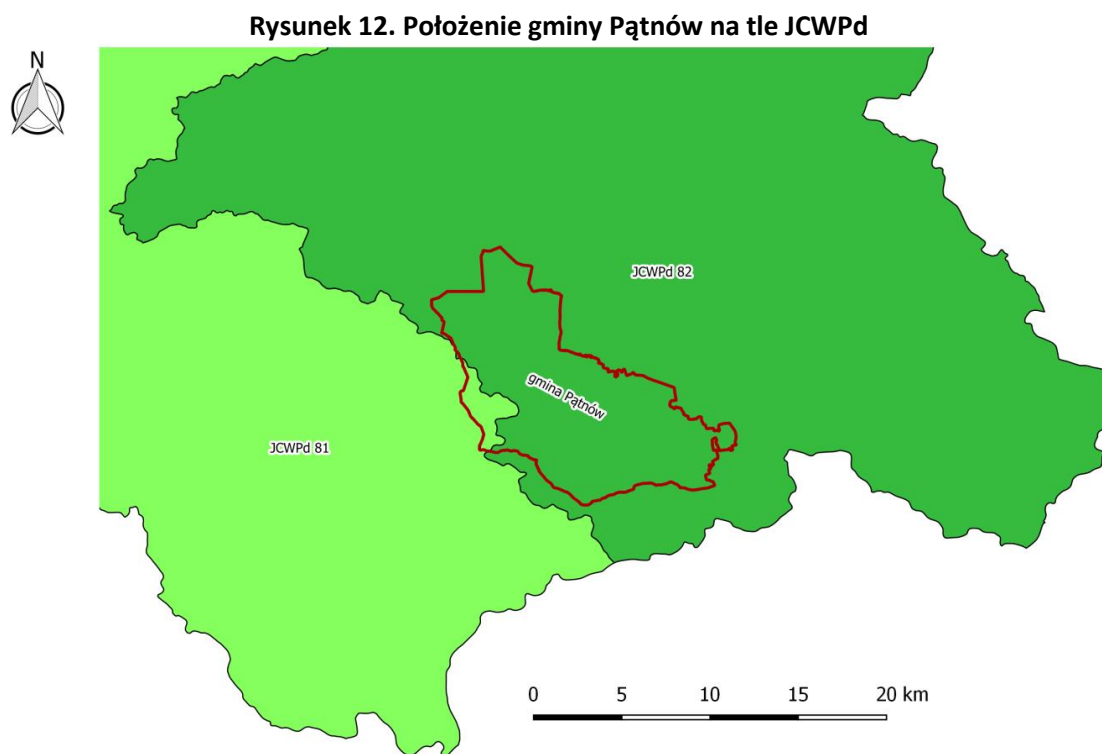 Rysunek 12. Położenie gminy Pątnów na tle JCWPd
N
JCWPd 82
gmina Pątnów
JCWPd 81
0 5 10 15 20 km